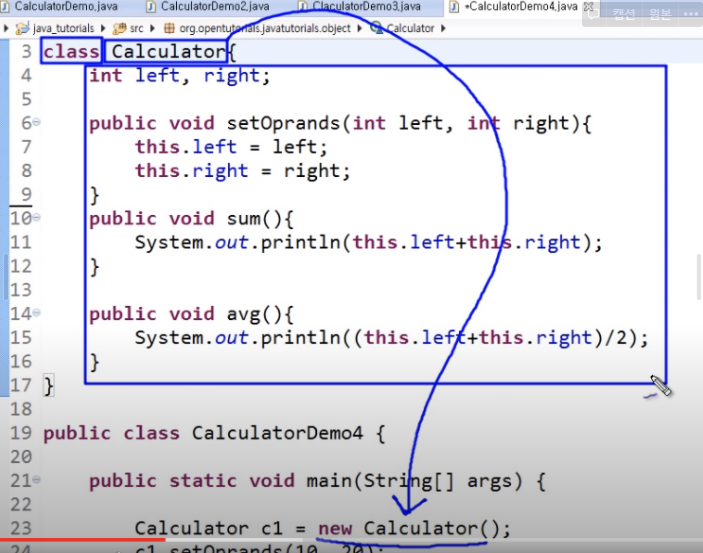 CalculatorDemo.java CalculatorDemo2.java ClaculatorDemo3.java *CalculatorDemo4.java 캡션 원본
java_tutorials src org.opentutorials.javatutorials.object Calculator
3 class Calculator{
4 int left, right;
5
6 public void setOprands(int left, int right){
7 this.left = left;
8 this.right = right;
9 }
10 public void sum(){
11 System.out.println(this.left+this.right);
12 }
13
14 public void avg(){
15 System.out.println((this.left+this.right)/2);
16 }
17 }
18
19 public class CalculatorDemo4 {
20
21 public static void main(String[] args) {
22
23 Calculator c1 = new Calculator();
24 c1.setOprands(10, 20);